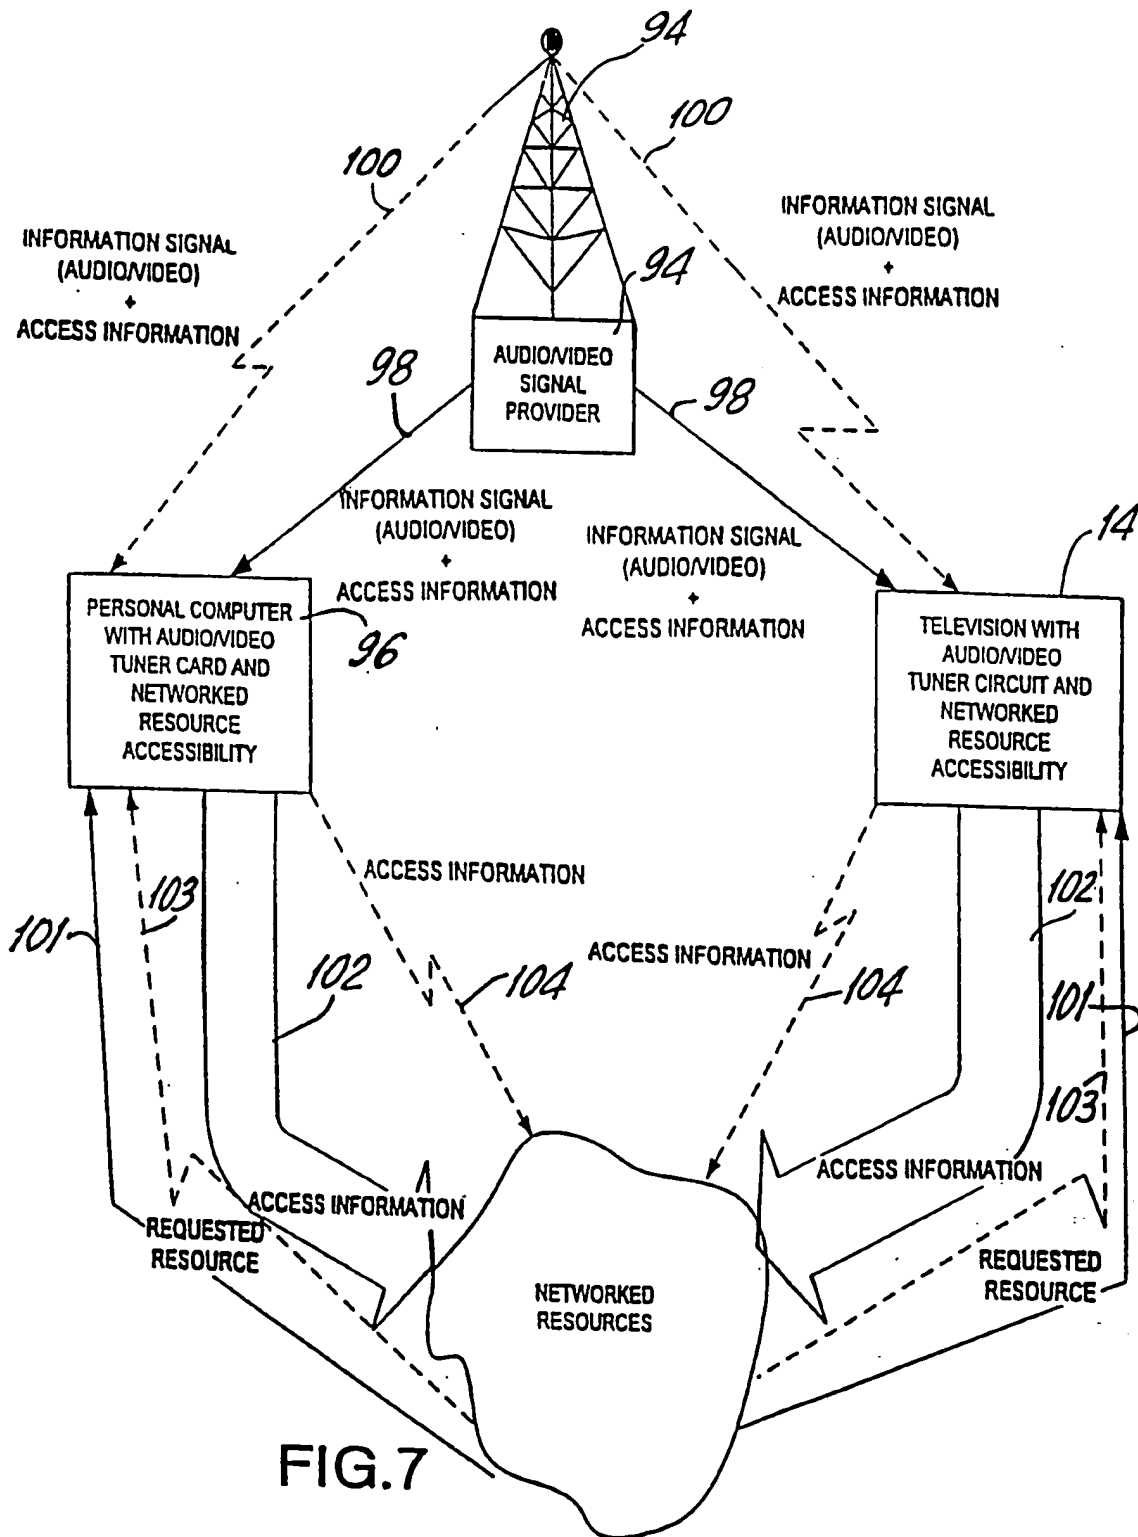 94
100
100
INFORMATION SIGNAL
(AUDIO/VIDEO)
+
ACCESS INFORMATION
INFORMATION SIGNAL
(AUDIO/VIDEO)
+
ACCESS INFORMATION
94
AUDIO/VIDEO
SIGNAL
PROVIDER
98
98
INFORMATION SIGNAL
(AUDIO/VIDEO)
+
ACCESS INFORMATION
INFORMATION SIGNAL
(AUDIO/VIDEO)
+
ACCESS INFORMATION
14
PERSONAL COMPUTER
WITH AUDIO/VIDEO
TUNER CARD AND
NETWORKED
RESOURCE
ACCESSIBILITY
96
TELEVISION WITH
AUDIO/VIDEO
TUNER CIRCUIT AND
NETWORKED
RESOURCE
ACCESSIBILITY
ACCESS INFORMATION
ACCESS INFORMATION
103
101
102
104
104
102
101
103
ACCESS INFORMATION
ACCESS INFORMATION
REQUESTED
RESOURCE
REQUESTED
RESOURCE
NETWORKED
RESOURCES
FIG.7